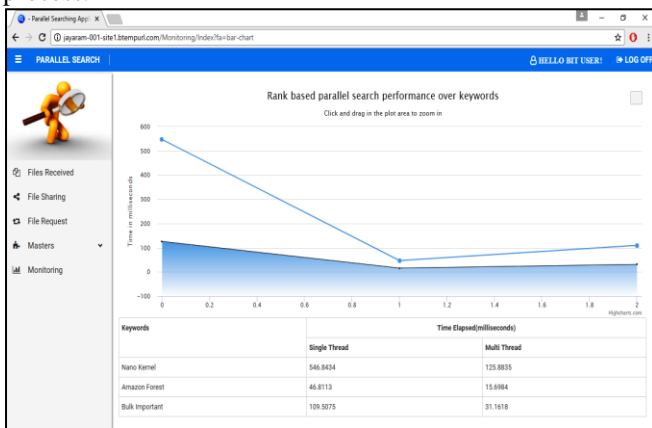 process.
- Parallel Searching Appl
jayaram-001-site1.btempurl.com/Monitoring/Index?fa=bar-chart
PARALLEL SEARCH
HELLO BIT USER!
LOG OFF
Files Received
File Sharing
File Request
Masters
Monitoring
Rank based parallel search performance over keywords
Click and drag in the plot area to zoom in
Time in milliseconds
600
500
400
300
200
100
0
-100
0 0.2 0.4 0.6 0.8 1 1.2 1.4 1.6 1.8 2
Highcharts.com
Keywords Time Elapsed(milliseconds)
Single Thread Multi Thread
Nano Kernel 546.8434 125.8835
Amazon Forest 46.8113 15.6984
Bulk Important 109.5075 31.1618